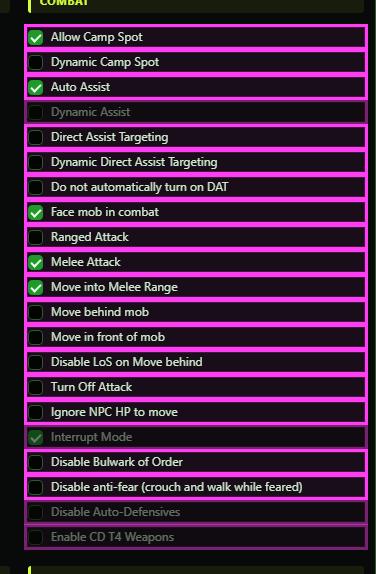 COMBAT
Allow Camp Spot
Dynamic Camp Spot
Auto Assist
Dynamic Assist
Direct Assist Targeting
Dynamic Direct Assist Targeting
Do not automatically turn on DAT
Face mob in combat
Ranged Attack
Melee Attack
Move into Melee Range
Move behind mob
Move in front of mob
Disable LoS on Move behind
Turn Off Attack
Ignore NPC HP to move
Interrupt Mode
Disable Bulwark of Order
Disable anti-fear (crouch and walk while feared)
Disable Auto-Defensives
Enable CD T4 Weapons